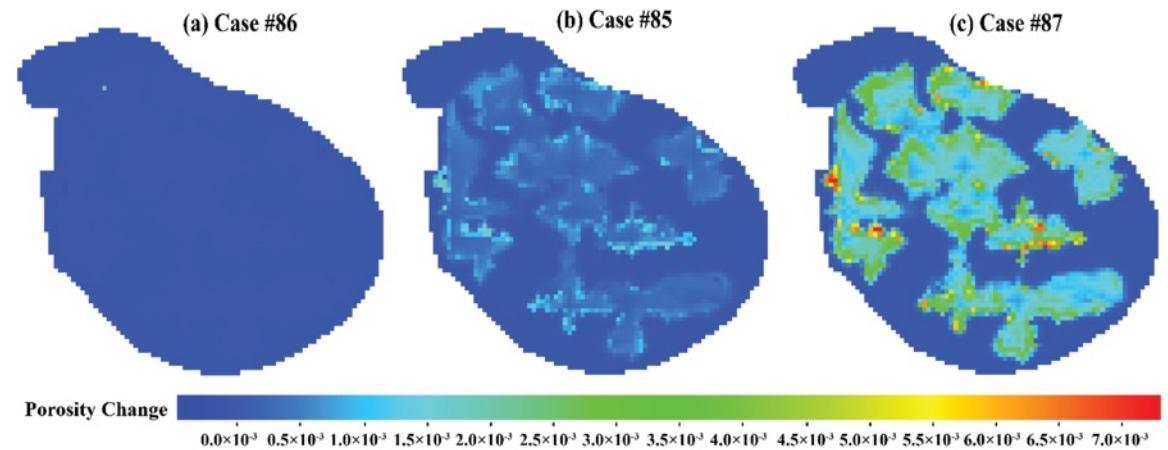 (a) Case #86
(b) Case #85
(c) Case #87
Porosity Change
0.0×10⁻³ 0.5×10⁻³ 1.0×10⁻³ 1.5×10⁻³ 2.0×10⁻³ 2.5×10⁻³ 3.0×10⁻³ 3.5×10⁻³ 4.0×10⁻³ 4.5×10⁻³ 5.0×10⁻³ 5.5×10⁻³ 6.0×10⁻³ 6.5×10⁻³ 7.0×10⁻³